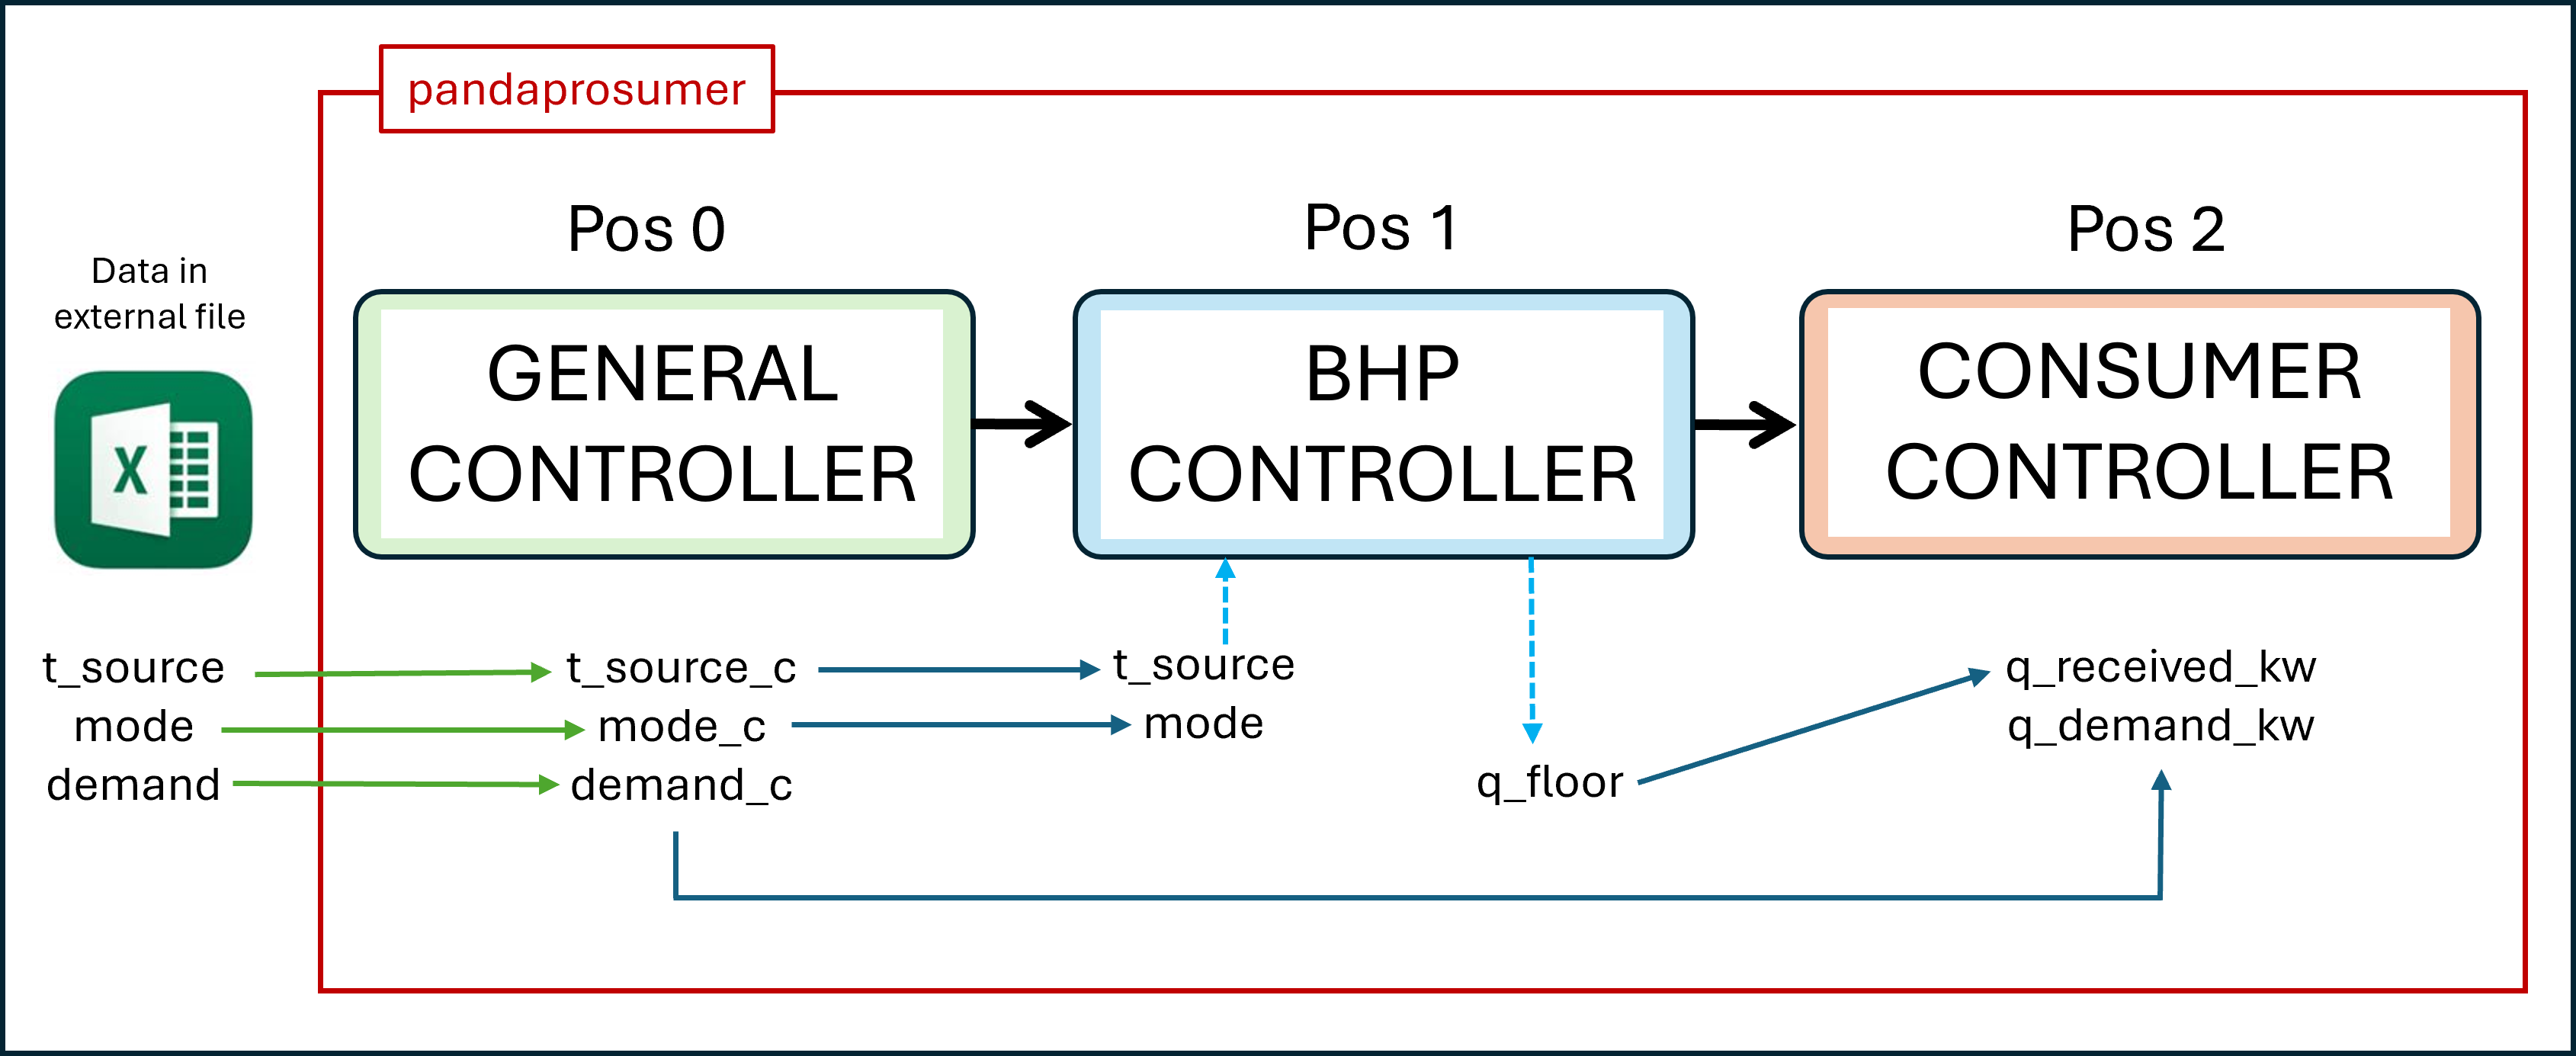 pandaprosumer
Pos 0
Pos 1
Pos 2
Data in
external file
X
GENERAL
CONTROLLER
BHP
CONTROLLER
CONSUMER
CONTROLLER
t_source
t_source_c
t_source
q_received_kw
mode
mode_c
mode
q_demand_kw
demand
demand_c
q_floor